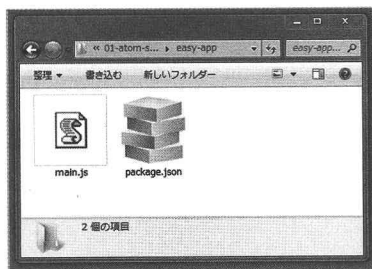 « 01-atom-s... ▸ easy-app
easy-app...
整理 ▼ 書き込む 新しいフォルダー
main.js
package.json
2 個の項目